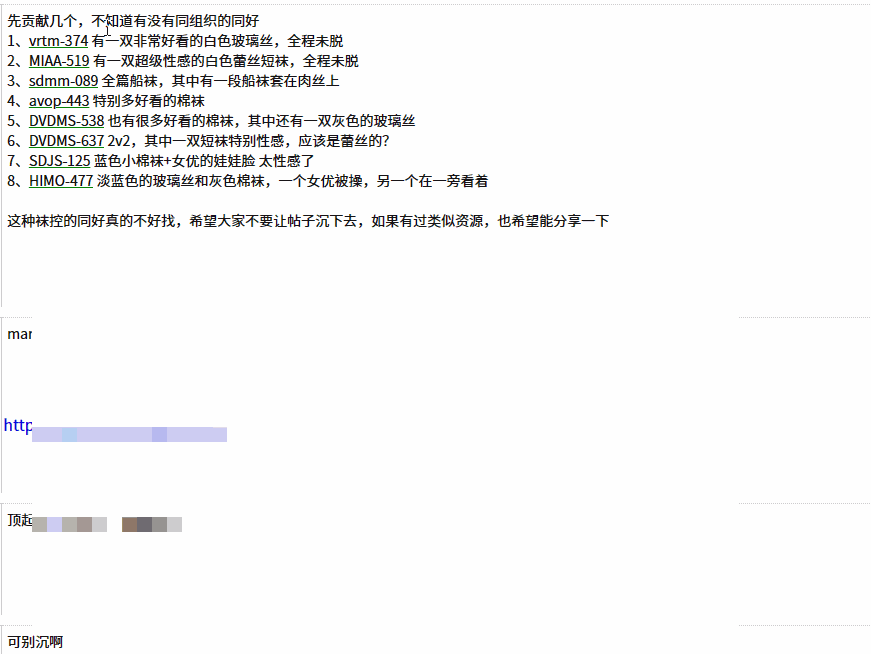 先贡献几个，不知道有没有同组织的同好
1、vrtm-374 有一双非常好看的白色玻璃丝，全程未脱
2、MIAA-519 有一双超级性感的白色蕾丝短袜，全程未脱
3、sdmm-089 全篇船袜，其中有一段船袜套在肉丝上
4、avop-443 特别多好看的棉袜
5、DVDMS-538 也有很多好看的棉袜，其中还有一双灰色的玻璃丝
6、DVDMS-637 2v2，其中一双短袜特别性感，应该是蕾丝的？
7、SDJS-125 蓝色小棉袜+女优的娃娃脸 太性感了
8、HIMO-477 淡蓝色的玻璃丝和灰色棉袜，一个女优被操，另一个在一旁看着
这种袜控的同好真的不好找，希望大家不要让帖子沉下去，如果有过类似资源，也希望能分享一下
mar
http
顶起
可别沉啊